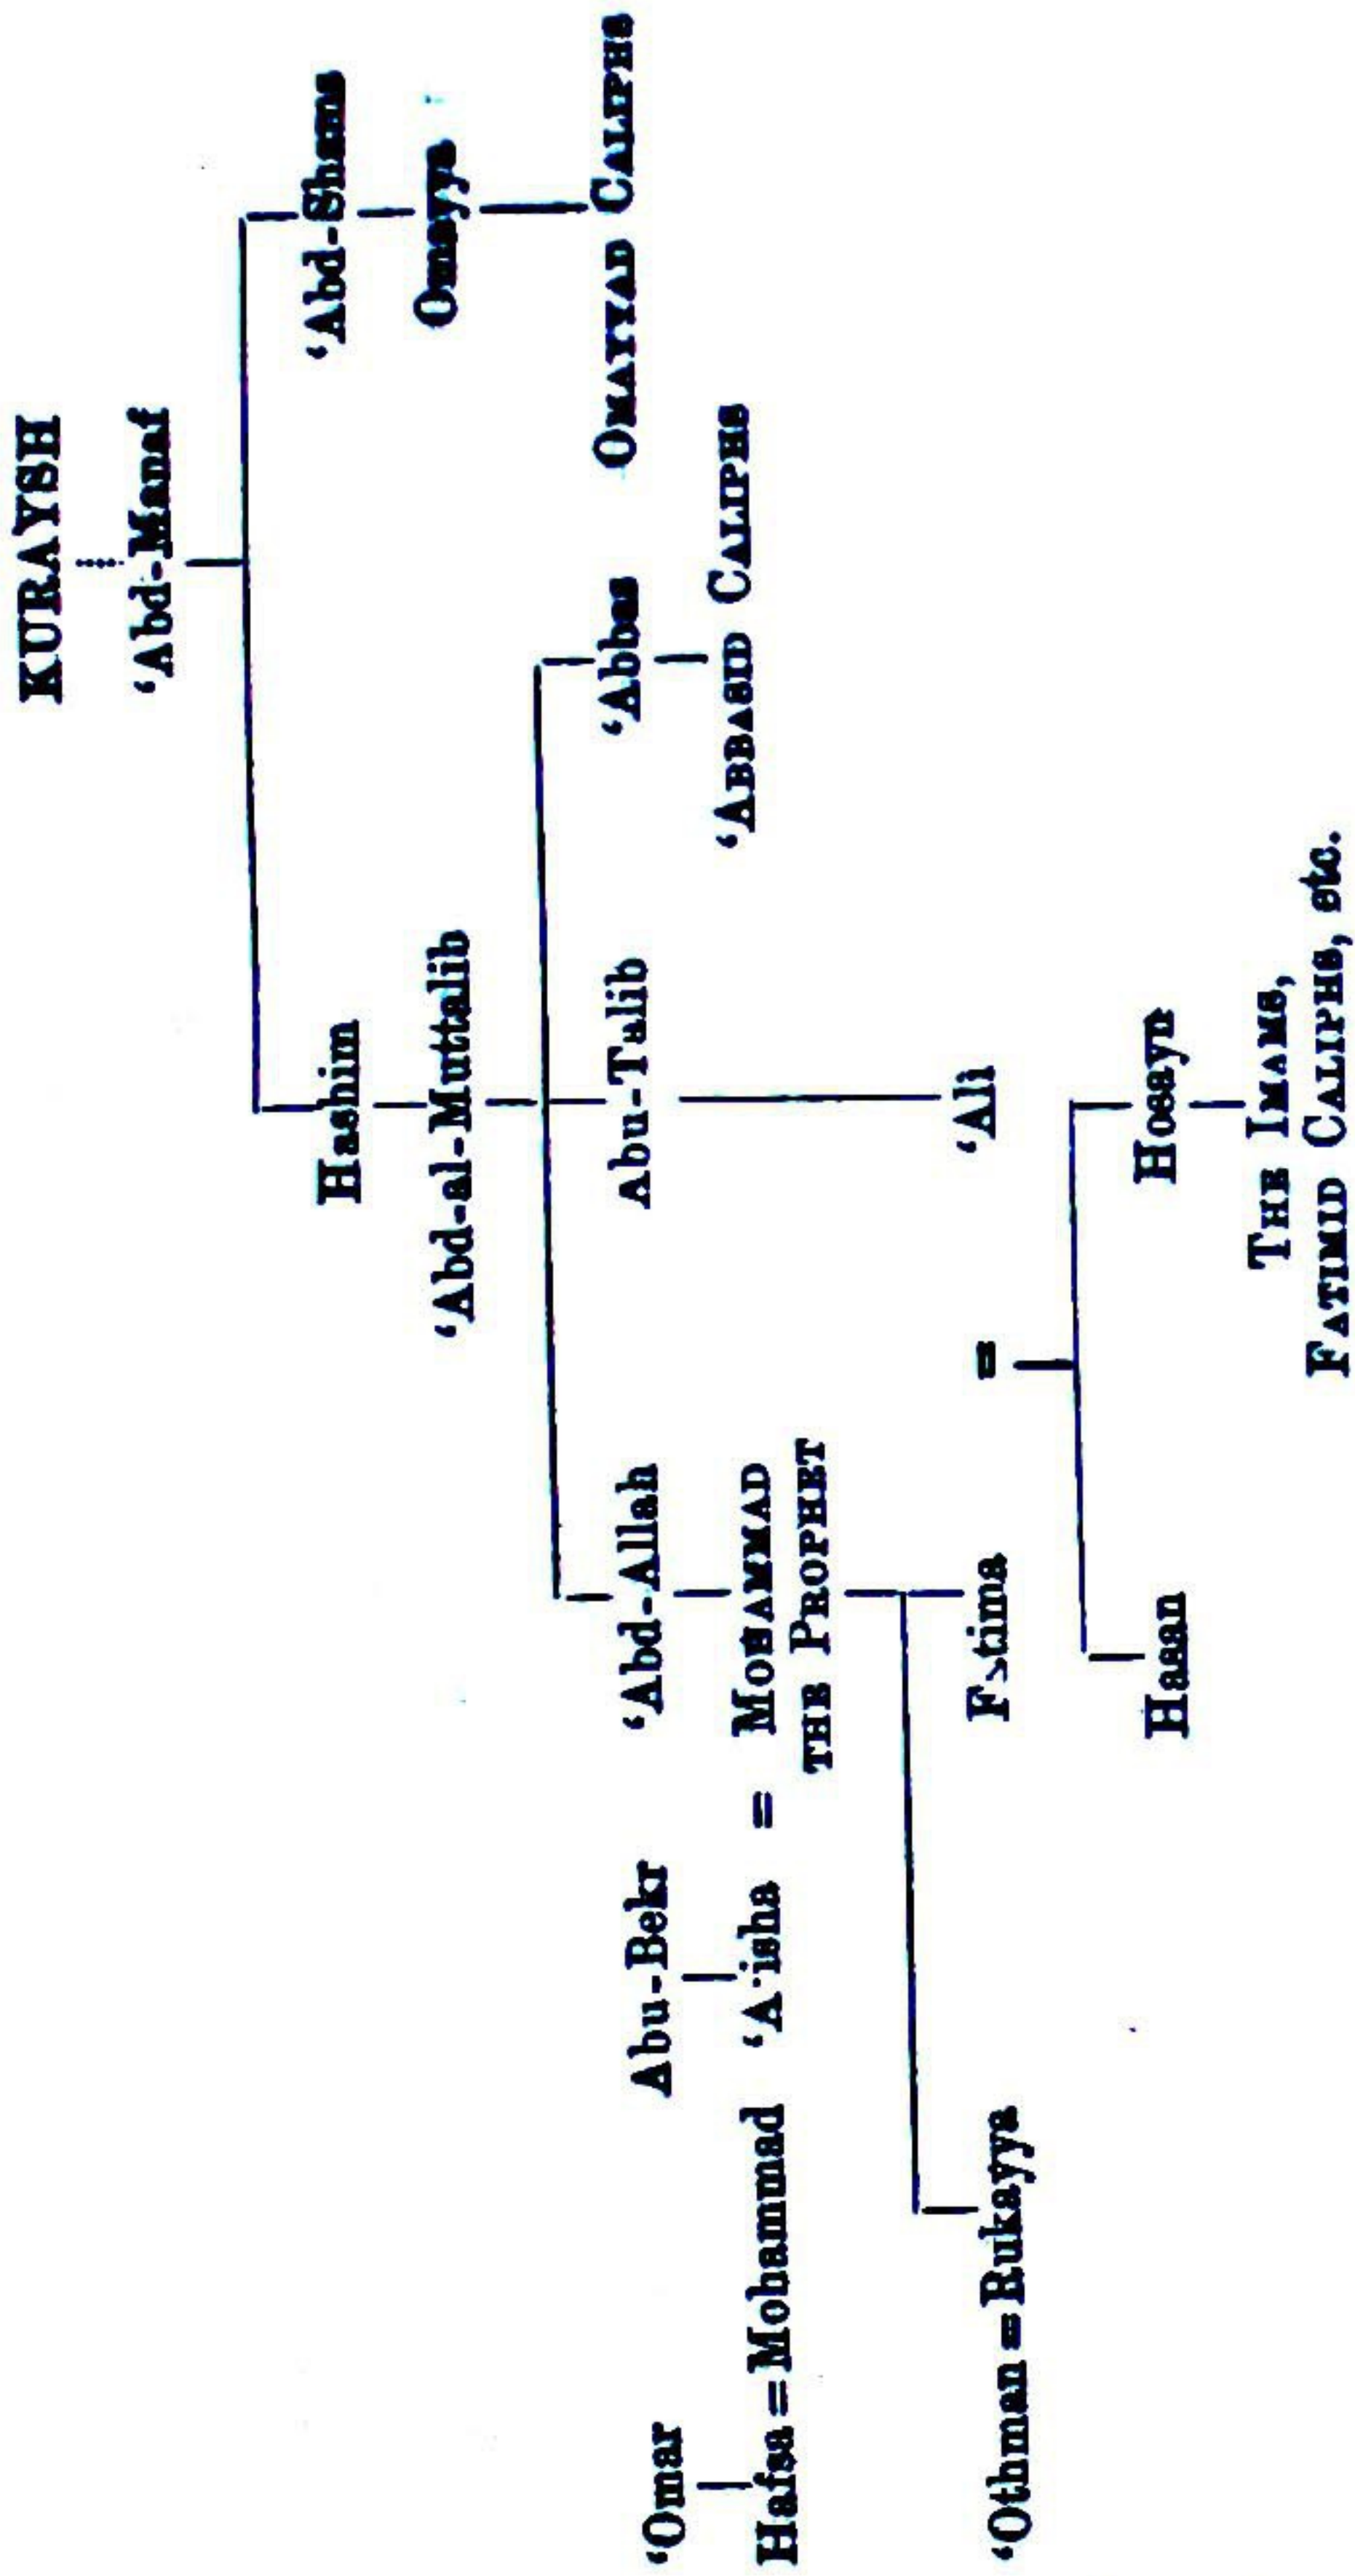 KURAYSH
‘Abd-Manaf
Hashim ‘Abd-Shams
‘Abd-al-Muttalib Omayya
‘Omar Abu-Bekr ‘Abd-Allah Abu-Talib ‘Abbas OMAYYAD CALIPHS
Hafsa = Mohammad ‘A'isha = MOHAMMAD ‘ABBASID CALIPHS
THE PROPHET
‘Othman = Rukayya Fatima = ‘Ali
Hasan Hosayn
THE IMAMS,
FATIMID CALIPHS, etc.